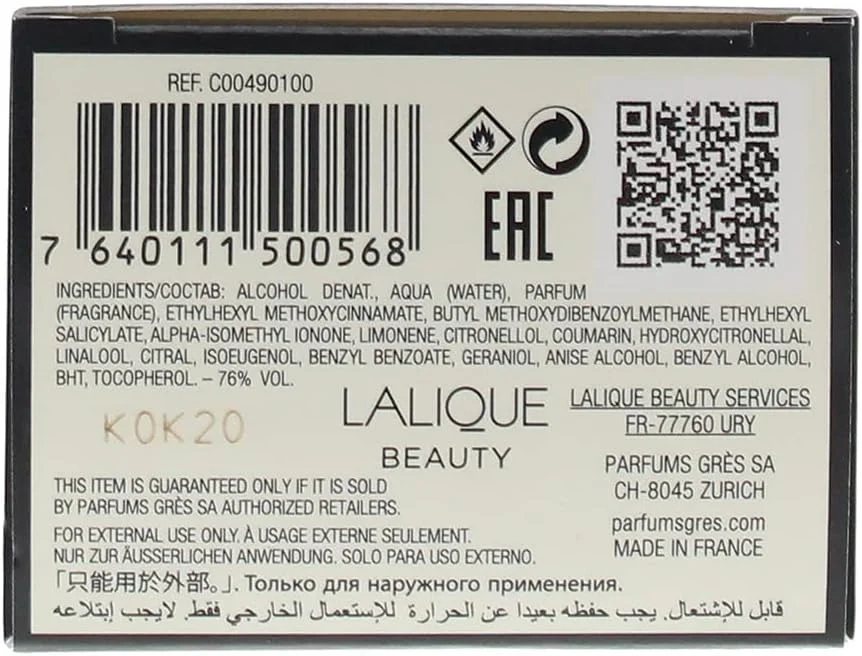 REF. C00490100
7 640111 500568
EAC
INGREDIENTS/COCTAB: ALCOHOL DENAT., AQUA (WATER), PARFUM
(FRAGRANCE), ETHYLHEXYL METHOXYCINNAMATE, BUTYL METHOXYDIBENZOYLMETHANE, ETHYLHEXYL
SALICYLATE, ALPHA-ISOMETHYL IONONE, LIMONENE, CITRONELLOL, COUMARIN, HYDROXYCITRONELLAL,
LINALOOL, CITRAL, ISOEUGENOL, BENZYL BENZOATE, GERANIOL, ANISE ALCOHOL, BENZYL ALCOHOL,
BHT, TOCOPHEROL. – 76% VOL.
K0K20
LALIQUE
BEAUTY
LALIQUE BEAUTY SERVICES
FR-77760 URY
PARFUMS GRÈS SA
CH-8045 ZURICH
parfumsgres.com
MADE IN FRANCE
THIS ITEM IS GUARANTEED ONLY IF IT IS SOLD
BY PARFUMS GRÈS SA AUTHORIZED RETAILERS.
FOR EXTERNAL USE ONLY. À USAGE EXTERNE SEULEMENT.
NUR ZUR ÄUSSERLICHEN ANWENDUNG. SOLO PARA USO EXTERNO.
「只能用於外部。」. Только для наружного применения.
قابل للإشتعال. يجب حفظه بعيدا عن الحرارة للإستعمال الخارجي فقط. لايجب إبتلاعه